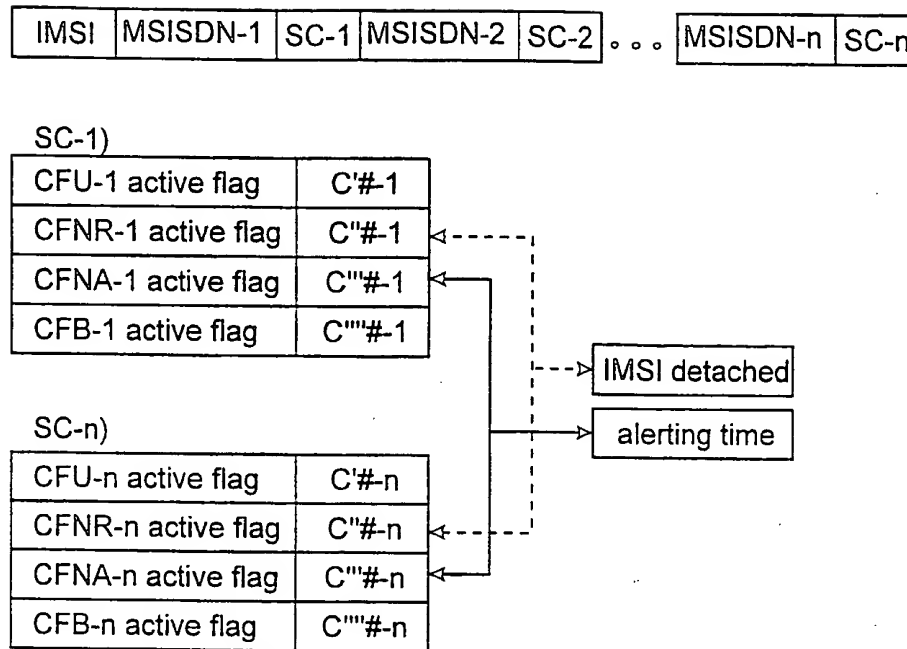 IMSI MSISDN-1 SC-1 MSISDN-2 SC-2 ∘ ∘ ∘ MSISDN-n SC-n
SC-1)
CFU-1 active flag C'#-1
CFNR-1 active flag C''#-1
CFNA-1 active flag C'''#-1
CFB-1 active flag C''''#-1
IMSI detached
alerting time
SC-n)
CFU-n active flag C'#-n
CFNR-n active flag C''#-n
CFNA-n active flag C'''#-n
CFB-n active flag C''''#-n